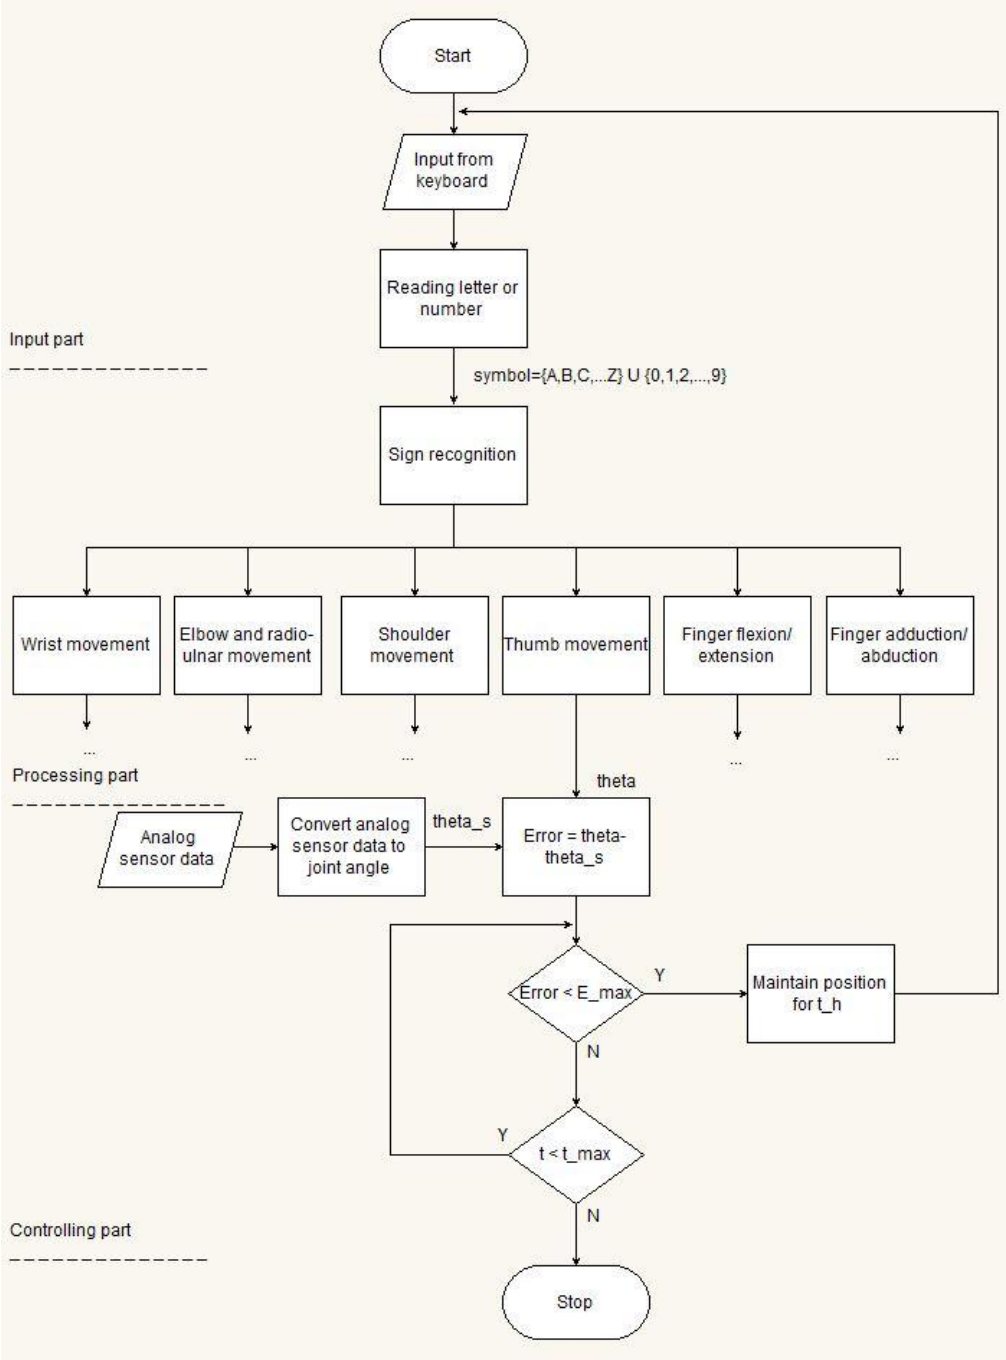 Start
Input from
keyboard
Reading letter or
number
Input part
symbol={A,B,C,...Z} U {0,1,2,...,9}
Sign recognition
Wrist movement
Elbow and radio-
ulnar movement
Shoulder
movement
Thumb movement
Finger flexion/
extension
Finger adduction/
abduction
...
...
...
...
...
Processing part
theta
Analog
sensor data
Convert analog
sensor data to
joint angle
theta_s
Error = theta-
theta_s
Error < E_max
Y
Maintain position
for t_h
N
Y
t < t_max
N
Controlling part
Stop